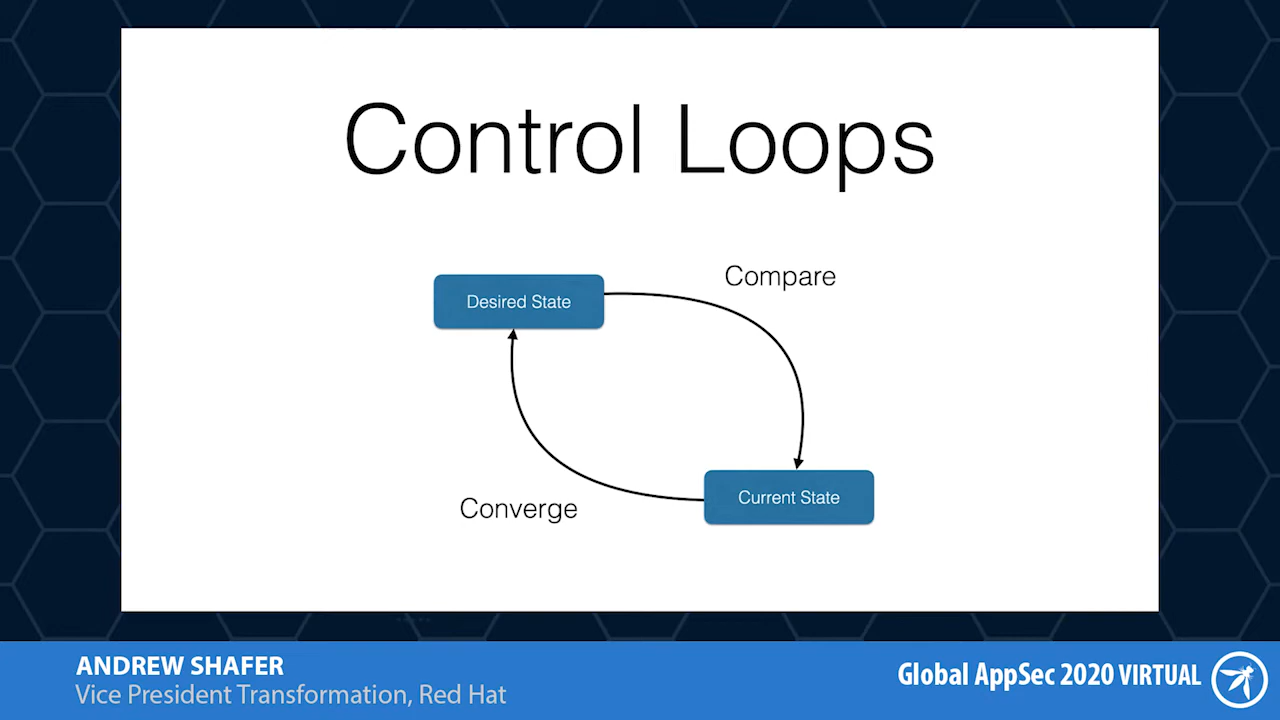 Control Loops
Compare
Desired State
Current State
Converge
ANDREW SHAFER
Vice President Transformation, Red Hat
Global AppSec 2020 VIRTUAL